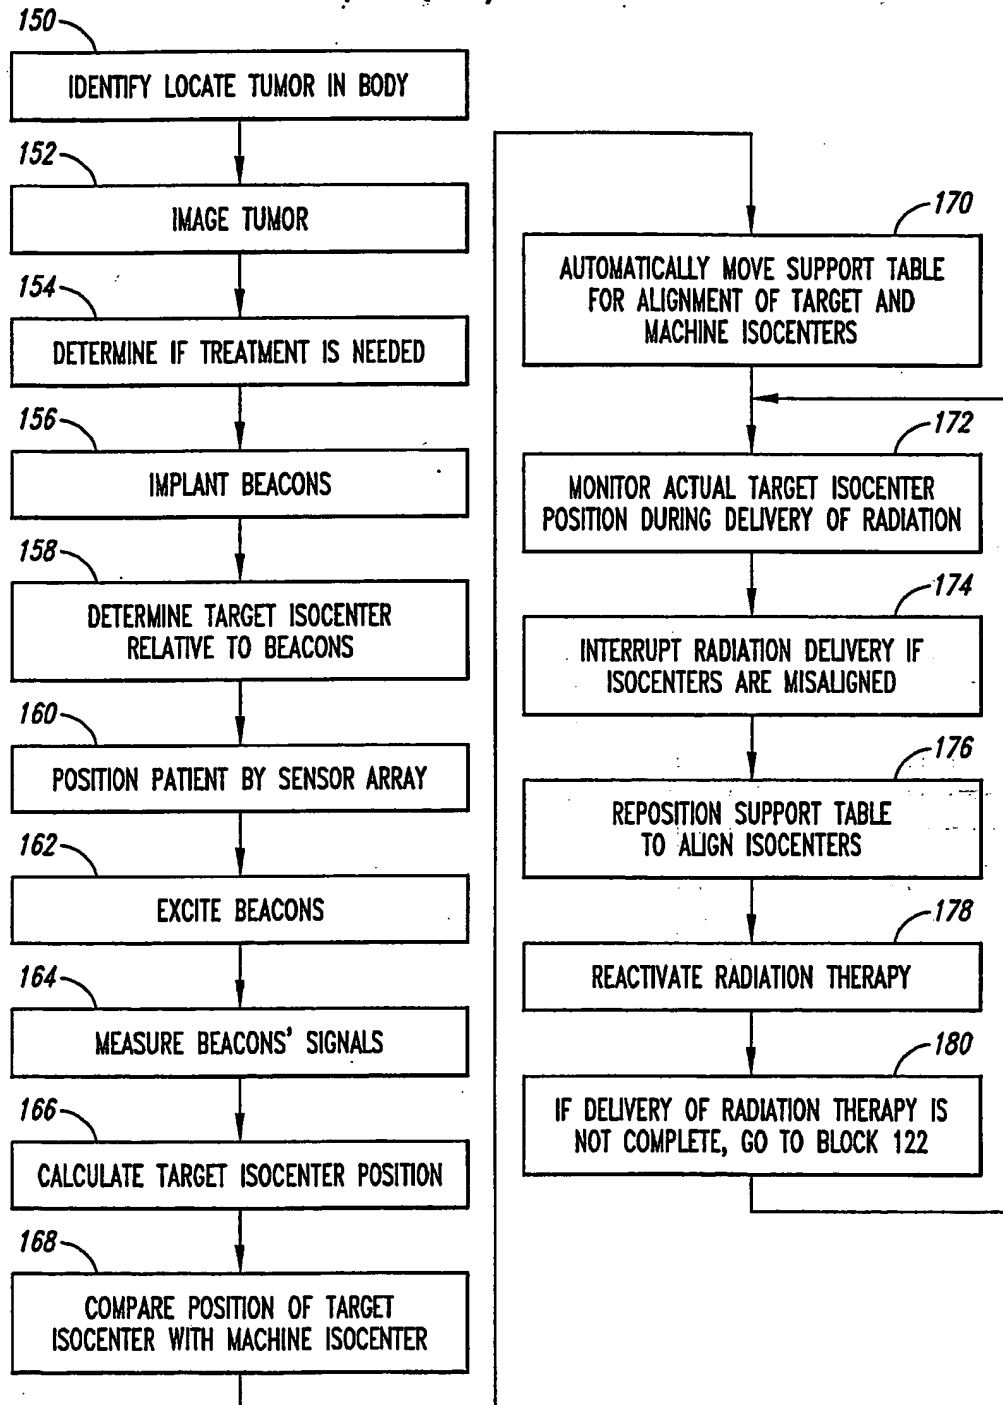 150
IDENTIFY LOCATE TUMOR IN BODY
152
IMAGE TUMOR
154
DETERMINE IF TREATMENT IS NEEDED
156
IMPLANT BEACONS
158
DETERMINE TARGET ISOCENTER
RELATIVE TO BEACONS
160
POSITION PATIENT BY SENSOR ARRAY
162
EXCITE BEACONS
164
MEASURE BEACONS' SIGNALS
166
CALCULATE TARGET ISOCENTER POSITION
168
COMPARE POSITION OF TARGET
ISOCENTER WITH MACHINE ISOCENTER
170
AUTOMATICALLY MOVE SUPPORT TABLE
FOR ALIGNMENT OF TARGET AND
MACHINE ISOCENTERS
172
MONITOR ACTUAL TARGET ISOCENTER
POSITION DURING DELIVERY OF RADIATION
174
INTERRUPT RADIATION DELIVERY IF
ISOCENTERS ARE MISALIGNED
176
REPOSITION SUPPORT TABLE
TO ALIGN ISOCENTERS
178
REACTIVATE RADIATION THERAPY
180
IF DELIVERY OF RADIATION THERAPY IS
NOT COMPLETE, GO TO BLOCK 122